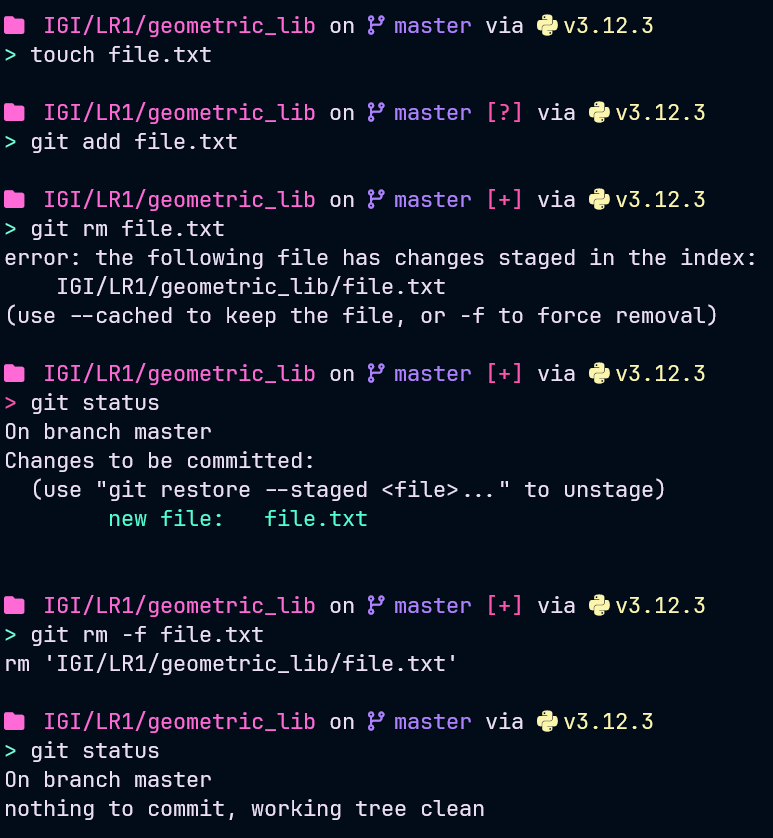 IGI/LR1/geometric_lib on master via v3.12.3
> touch file.txt
IGI/LR1/geometric_lib on master [?] via v3.12.3
> git add file.txt
IGI/LR1/geometric_lib on master [+] via v3.12.3
> git rm file.txt
error: the following file has changes staged in the index:
    IGI/LR1/geometric_lib/file.txt
(use --cached to keep the file, or -f to force removal)
IGI/LR1/geometric_lib on master [+] via v3.12.3
> git status
On branch master
Changes to be committed:
  (use "git restore --staged <file>..." to unstage)
        new file:   file.txt
IGI/LR1/geometric_lib on master [+] via v3.12.3
> git rm -f file.txt
rm 'IGI/LR1/geometric_lib/file.txt'
IGI/LR1/geometric_lib on master via v3.12.3
> git status
On branch master
nothing to commit, working tree clean